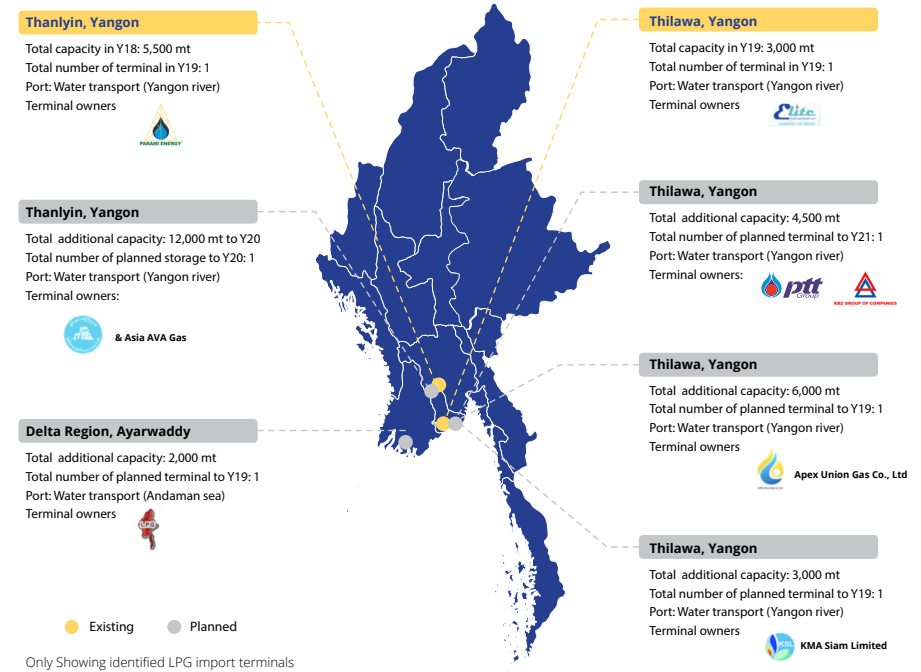 Thanlyin, Yangon
Total capacity in Y18: 5,500 mt
Total number of terminal in Y19: 1
Port: Water transport (Yangon river)
Terminal owners
PARAMI ENERGY
Thanlyin, Yangon
Total additional capacity: 12,000 mt to Y20
Total number of planned storage to Y20: 1
Port: Water transport (Yangon river)
Terminal owners:
& Asia AVA Gas
Delta Region, Ayarwaddy
Total additional capacity: 2,000 mt
Total number of planned terminal to Y19: 1
Port: Water transport (Andaman sea)
Terminal owners
LPG
Existing
Planned
Only Showing identified LPG import terminals
Thilawa, Yangon
Total capacity in Y19: 3,000 mt
Total number of terminal in Y19: 1
Port: Water transport (Yangon river)
Terminal owners
Elite
Thilawa, Yangon
Total additional capacity: 4,500 mt
Total number of planned terminal to Y21: 1
Port: Water transport (Yangon river)
Terminal owners:
ptt
Group
KBZ GROUP OF COMPANIES
Thilawa, Yangon
Total additional capacity: 6,000 mt
Total number of planned terminal to Y19: 1
Port: Water transport (Yangon river)
Terminal owners
Apex Union Gas Co., Ltd
Thilawa, Yangon
Total additional capacity: 3,000 mt
Total number of planned terminal to Y19: 1
Port: Water transport (Yangon river)
Terminal owners
KSL
KMA Siam Limited